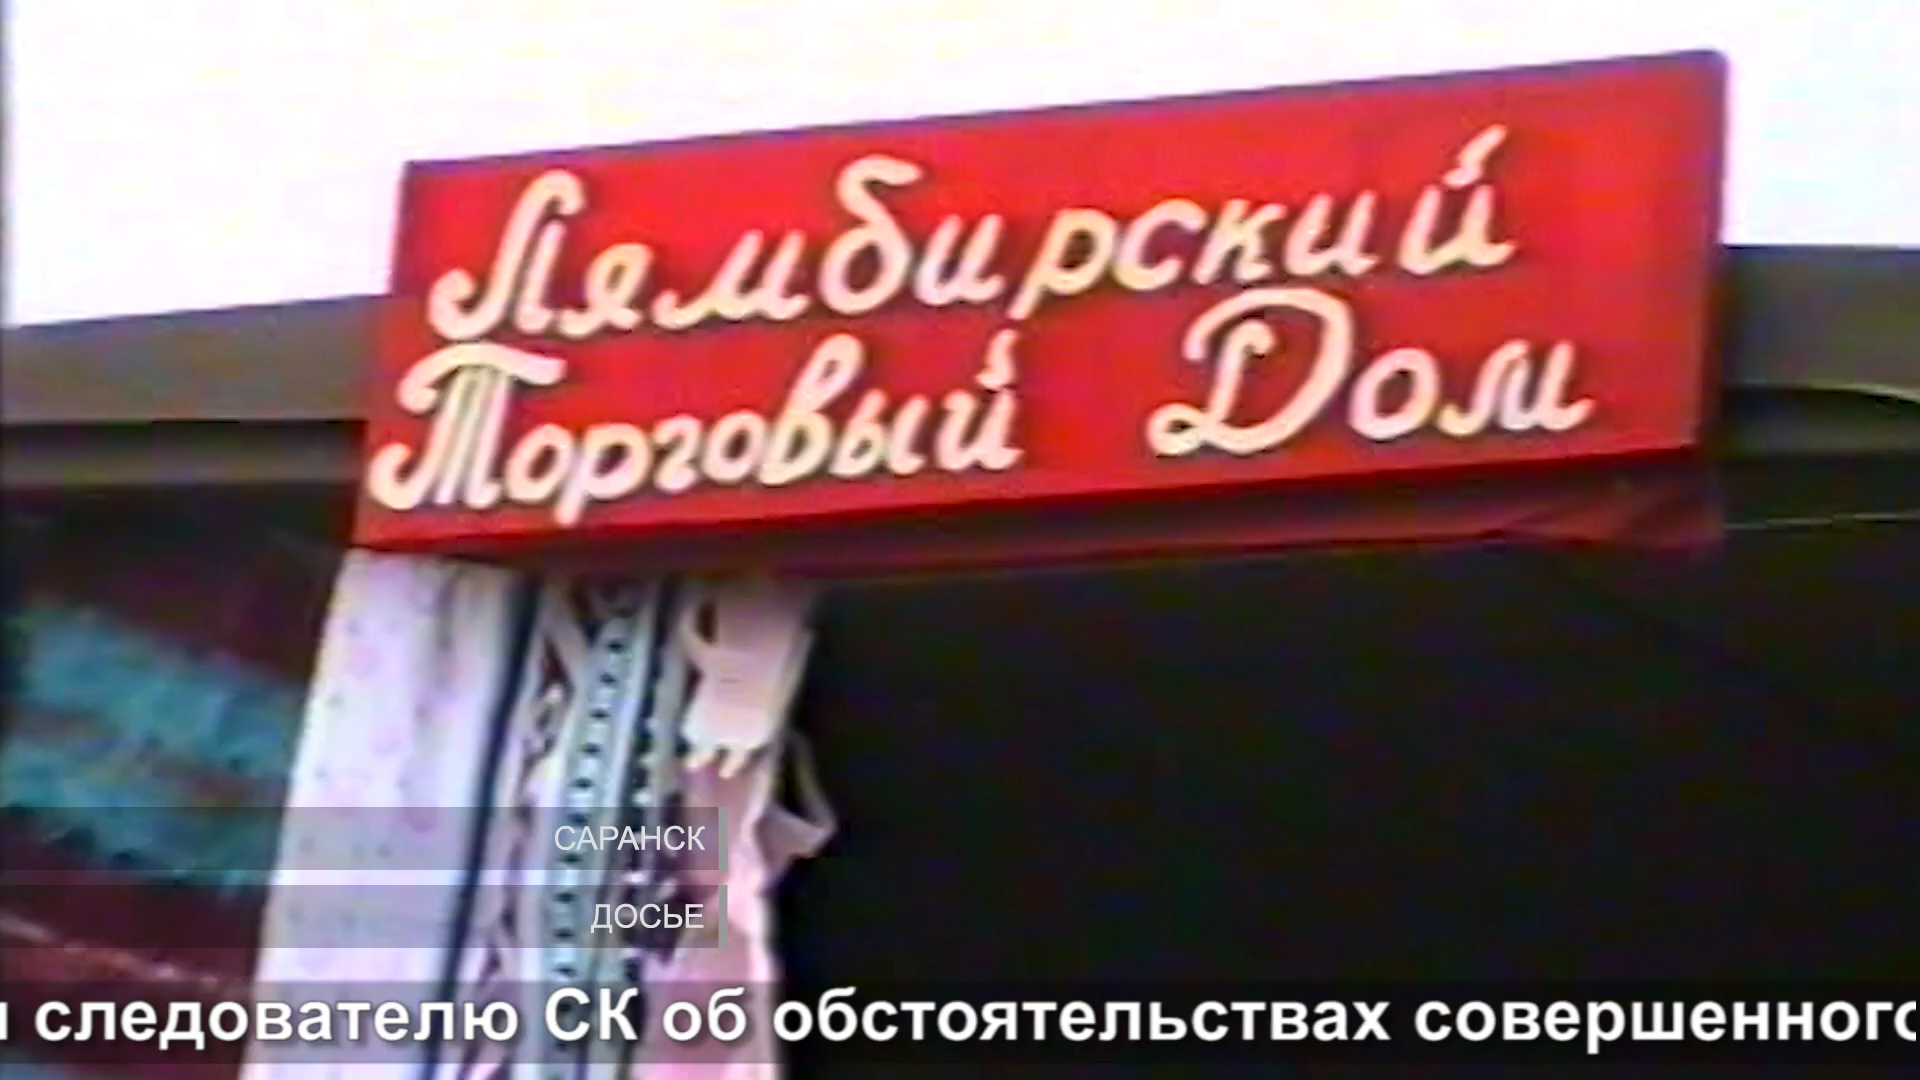 Лямбирский
Торговый Дом
САРАНСК
ДОСЬЕ
следователю СК об обстоятельствах совершенного